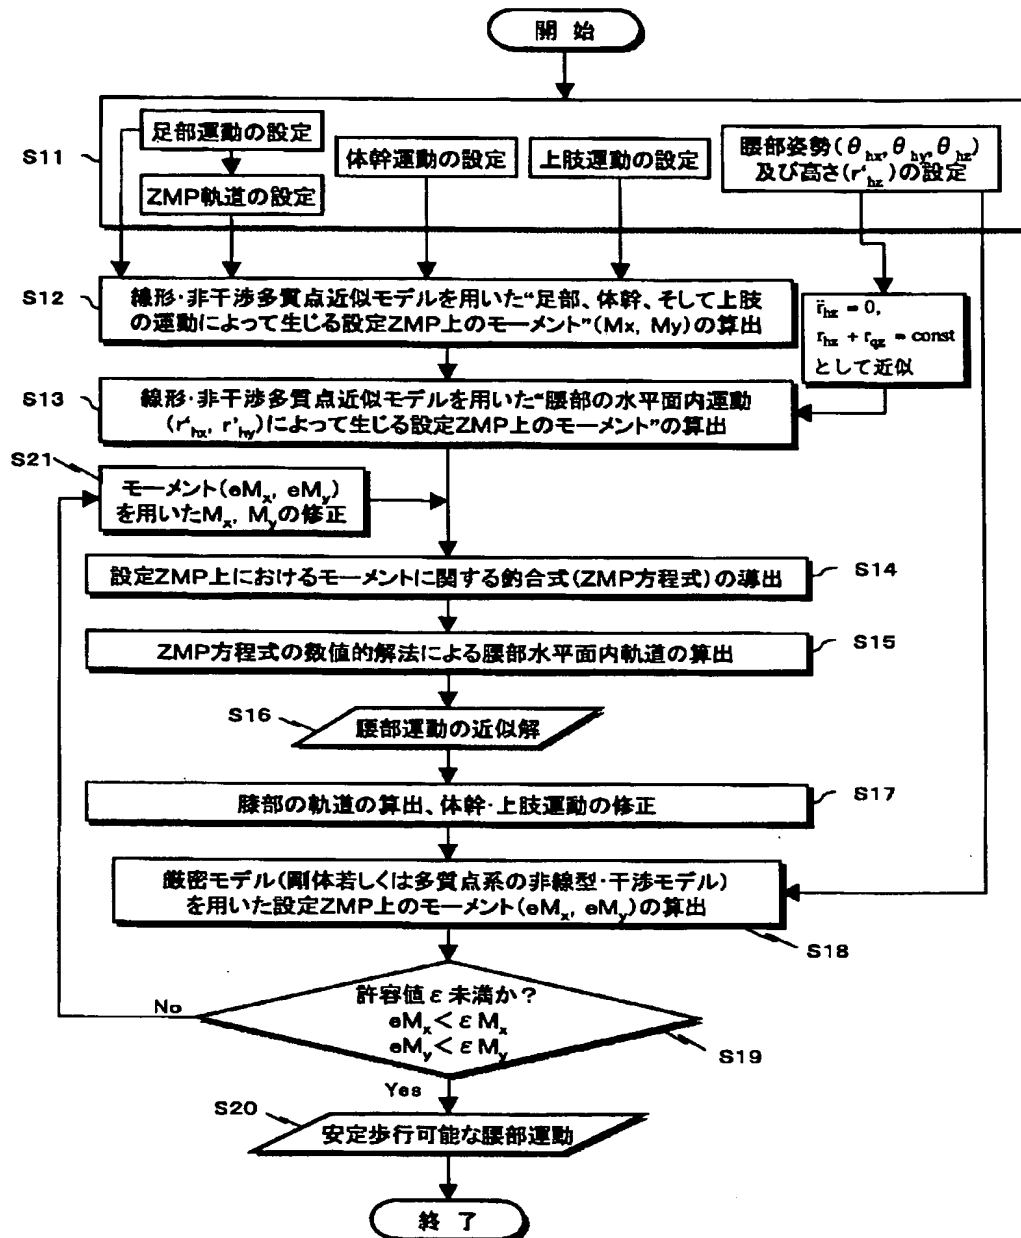 開 始
S11
足部運動の設定
ZMP軌道の設定
体幹運動の設定
上肢運動の設定
腰部姿勢(θhx,θhy,θhz)
及び高さ(r'hz)の設定
S12
線形・非干渉多質点近似モデルを用いた“足部、体幹、そして上肢
の運動によって生じる設定ZMP上のモーメント”(Mx, My)の算出
r̈hz = 0,
rhz + rqz = const
として近似
S13
線形・非干渉多質点近似モデルを用いた“腰部の水平面内運動
(r'hx, r'hy)によって生じる設定ZMP上のモーメント”の算出
S21
モーメント(eMx, eMy)
を用いたMx, Myの修正
設定ZMP上におけるモーメントに関する釣合式(ZMP方程式)の導出
S14
ZMP方程式の数値的解法による腰部水平面内軌道の算出
S15
S16
腰部運動の近似解
膝部の軌道の算出、体幹・上肢運動の修正
S17
厳密モデル(剛体若しくは多質点系の非線型・干渉モデル)
を用いた設定ZMP上のモーメント(eMx, eMy)の算出
S18
許容値ε未満か?
eMx<εMx
eMy<εMy
No
S19
Yes
S20
安定歩行可能な腰部運動
終 了